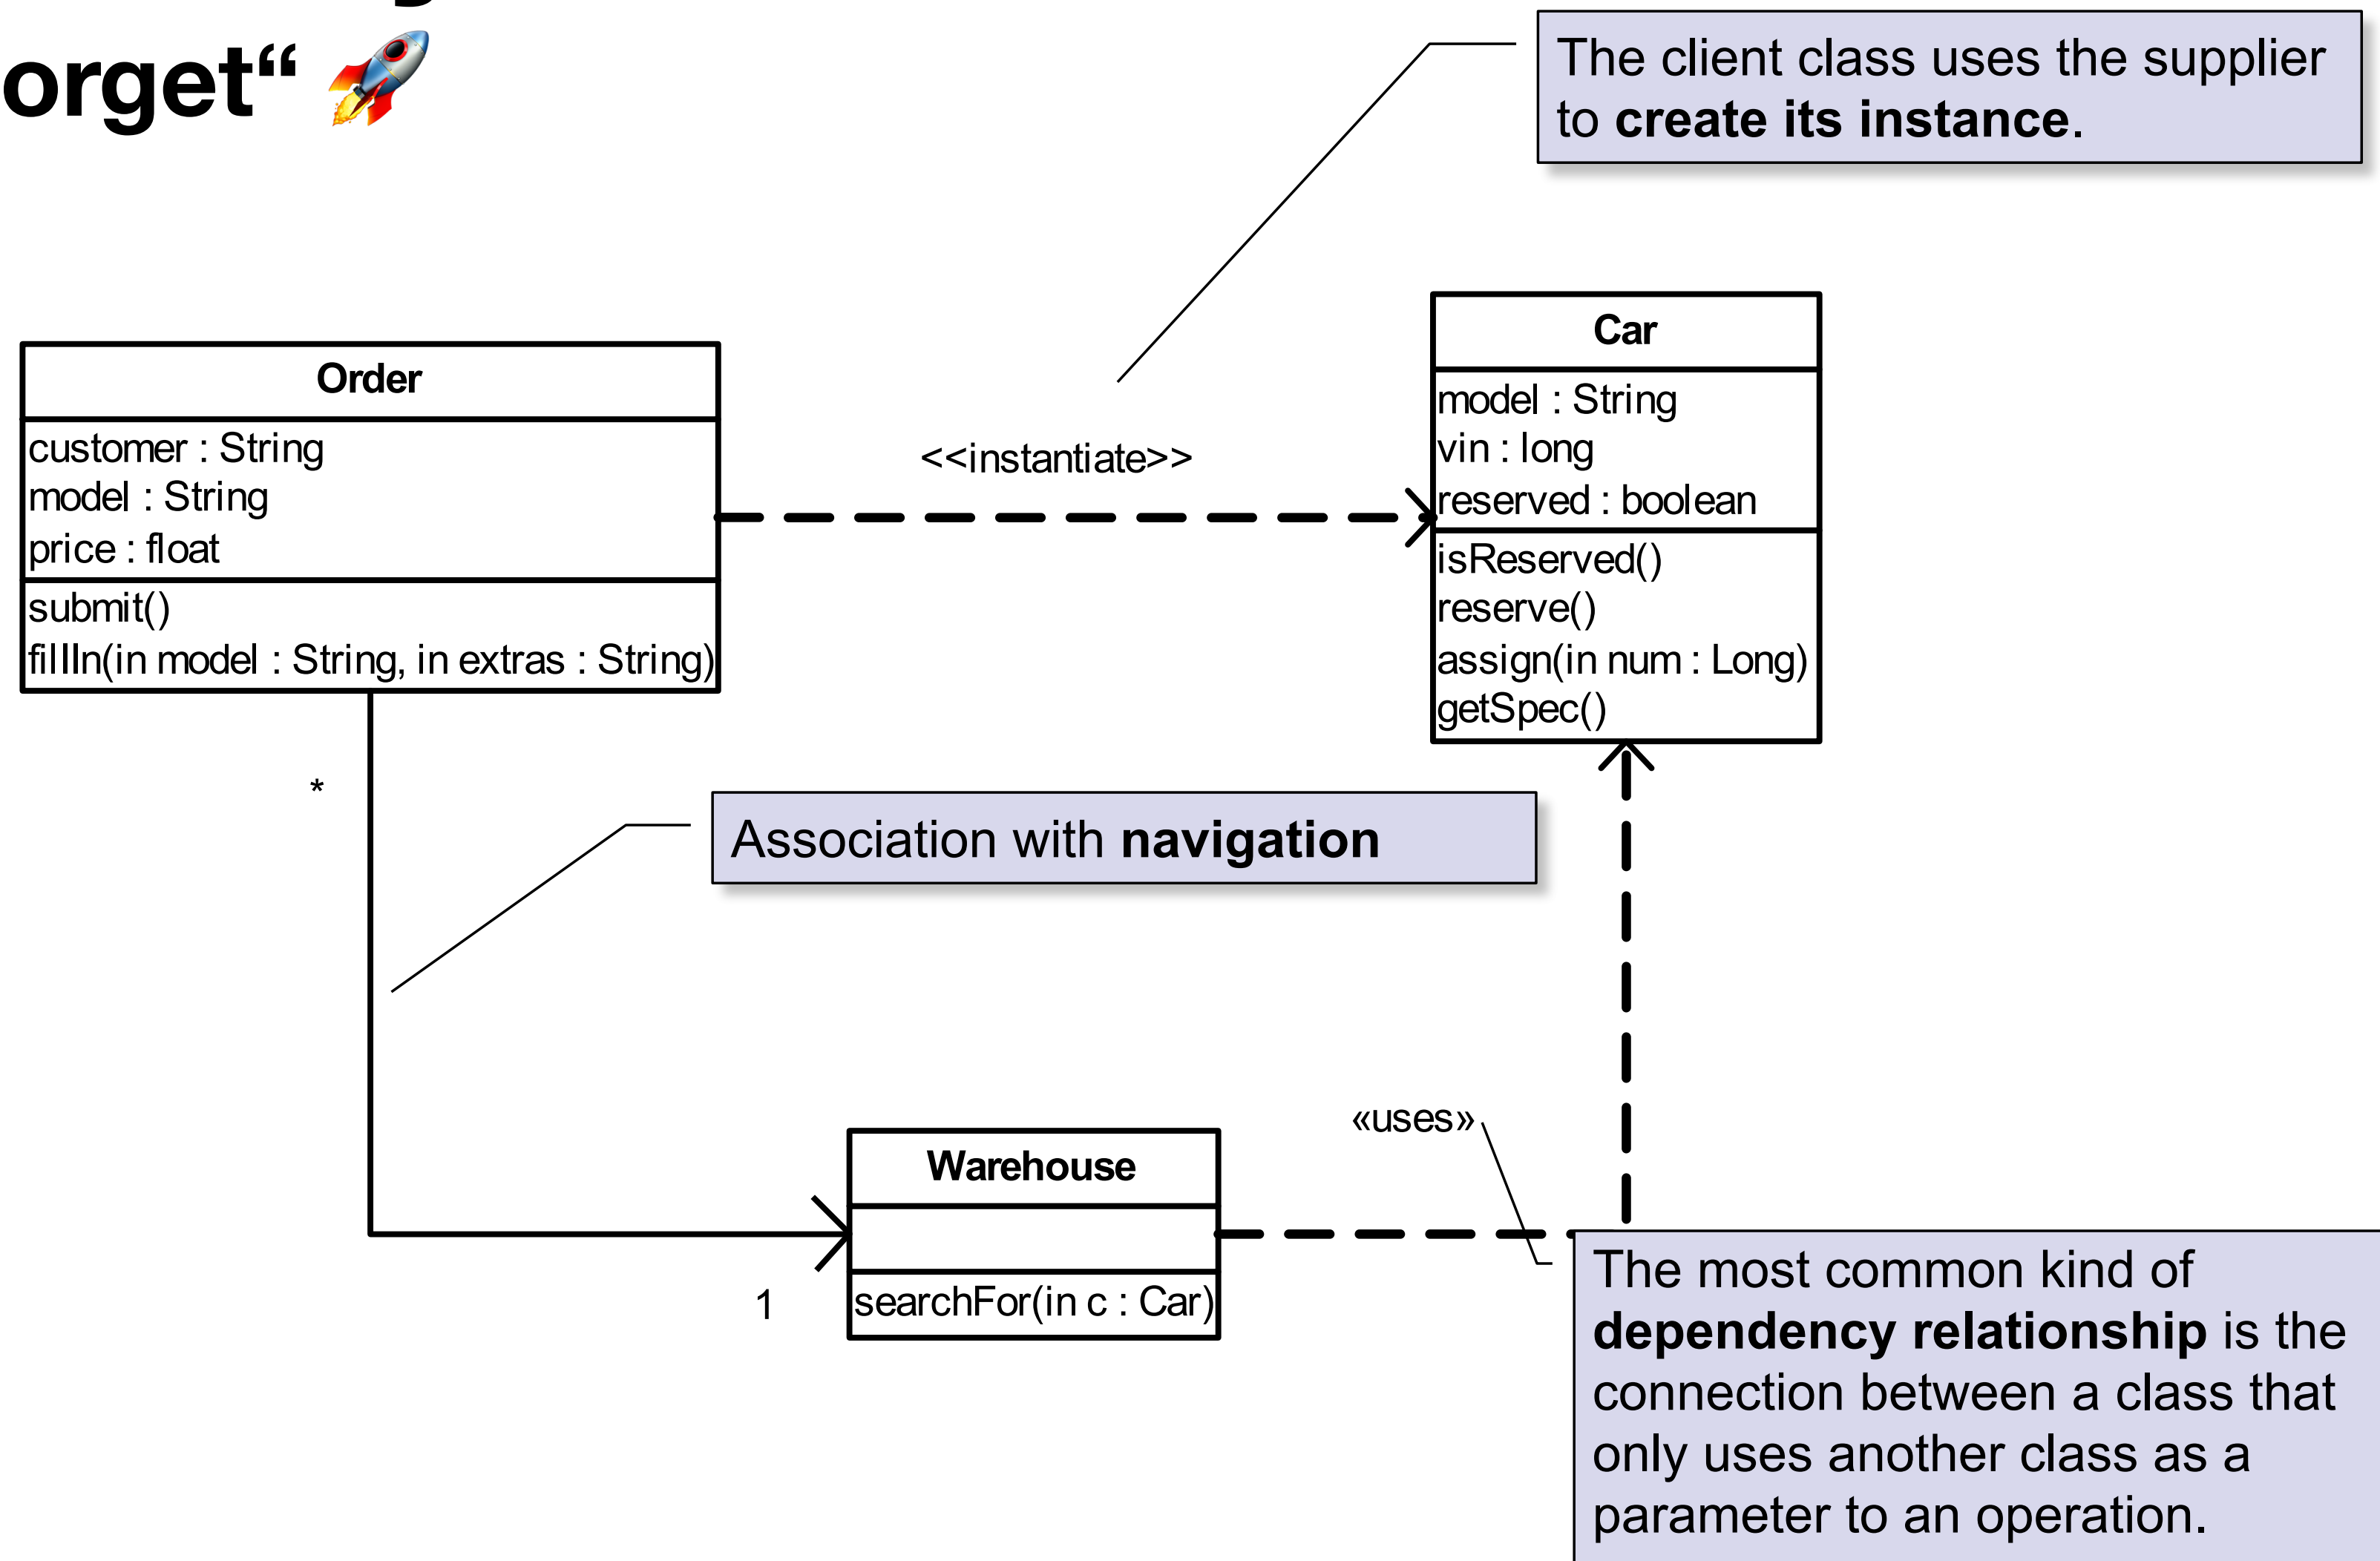 orget“
The client class uses the supplier
to create its instance.
Order
customer : String
model : String
price : float
submit()
fillIn(in model : String, in extras : String)
<<instantiate>>
Car
model : String
vin : long
reserved : boolean
isReserved()
reserve()
assign(in num : Long)
getSpec()
*
Association with navigation
«uses»
Warehouse
searchFor(in c : Car)
1
The most common kind of
dependency relationship is the
connection between a class that
only uses another class as a
parameter to an operation.